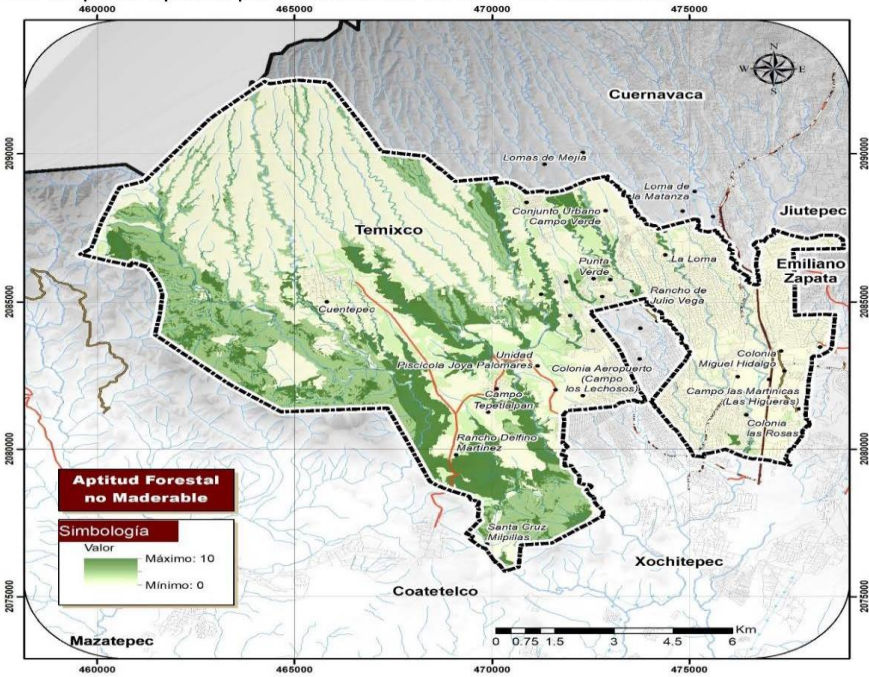 460000 465000 470000 475000
N
W E
S
Cuernavaca
2090000 2090000
Lomas de Mejía
Loma de
la Matanza
Jiutepec
Conjunto Urbano
Campo Verde
Temixco
Punta
Verde
La Loma
Emiliano
Zapata
Rancho de
Julio Vega
2085000 2085000
Cuentepec
Unidad
Piscícola Joya Palomares
Colonia Aeropuerto
(Campo
los Lechosos)
Colonia
Miguel Hidalgo
Campo
Tepetlalpan
Campo las Martinicas
(Las Higueras)
Colonia
las Rosas
2080000 2080000
Rancho Delfino
Martínez
Aptitud Forestal
no Maderable
Simbología
Valor
Máximo: 10
Mínimo: 0
Santa Cruz
Milpillas
Xochitepec
2075000 2075000
Coatetelco
Mazatepec
Km
0 0.75 1.5 3 4.5 6
460000 465000 470000 475000